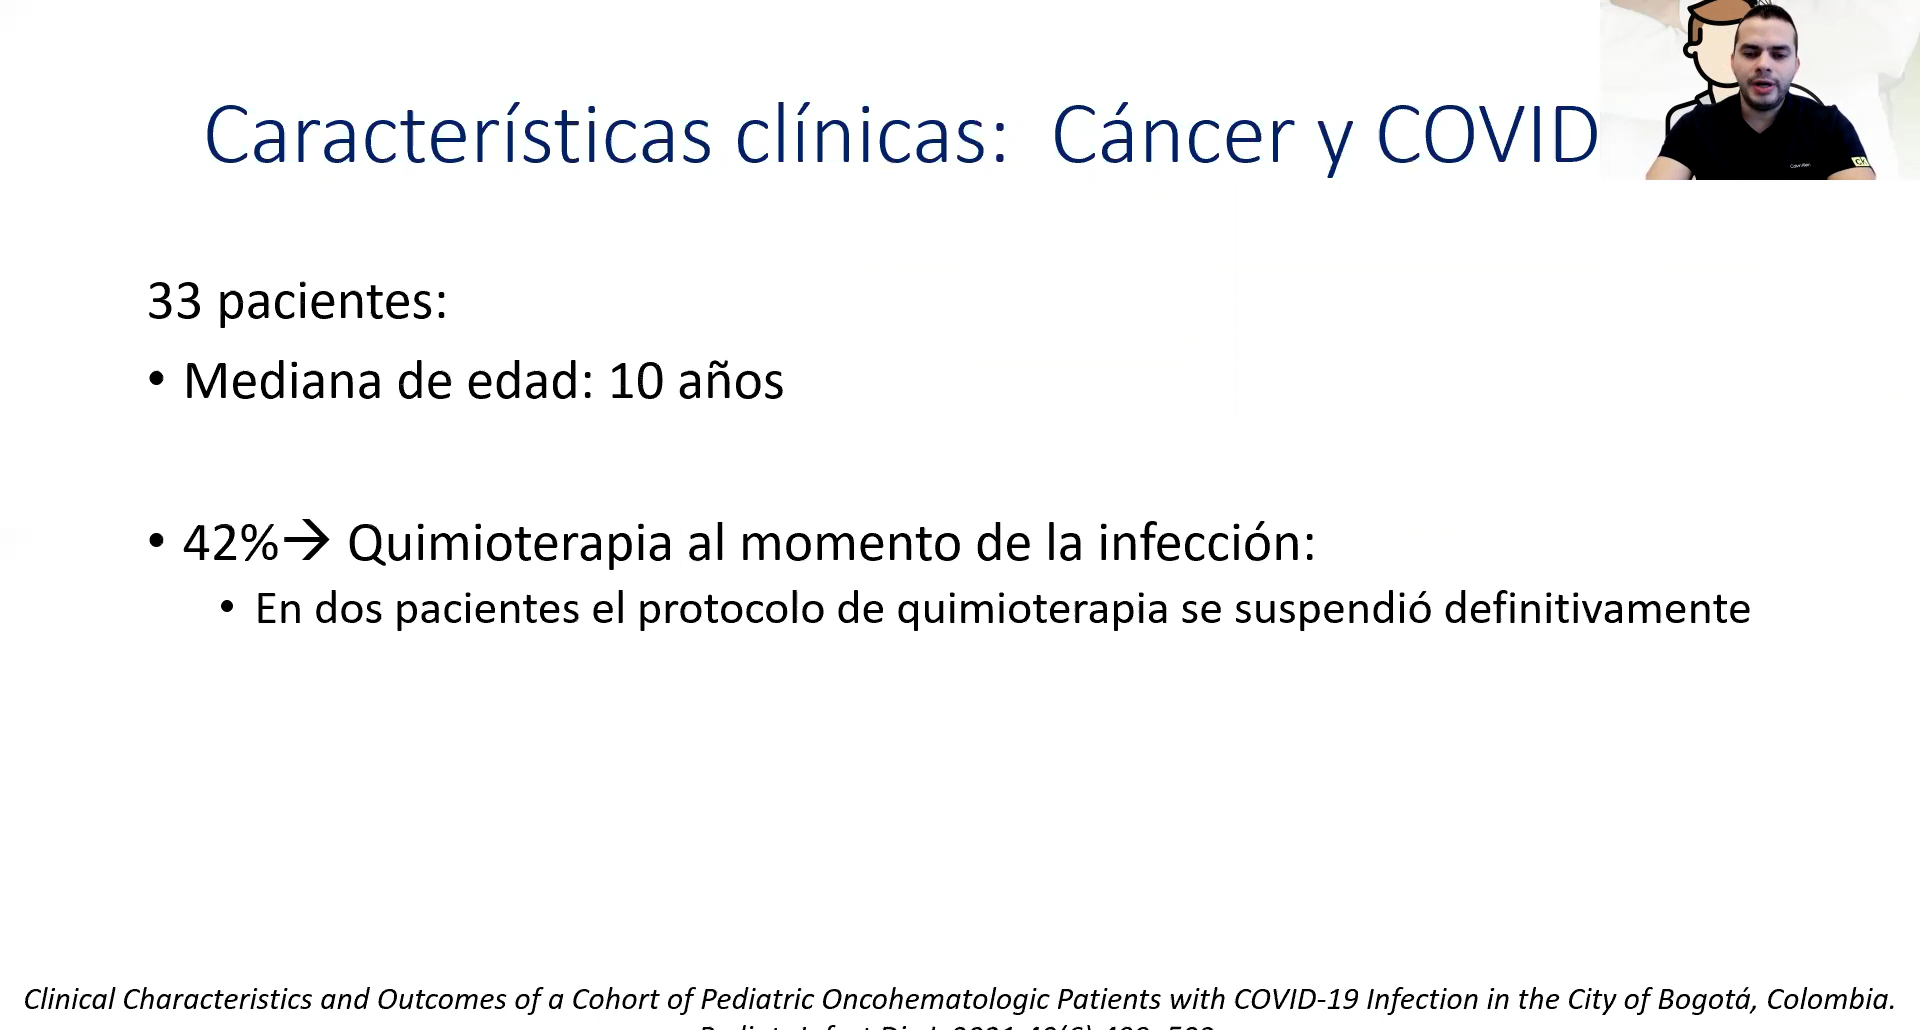 Características clínicas: Cáncer y COVID
33 pacientes:
• Mediana de edad: 10 años
• 42%→ Quimioterapia al momento de la infección:
• En dos pacientes el protocolo de quimioterapia se suspendió definitivamente
Clinical Characteristics and Outcomes of a Cohort of Pediatric Oncohematologic Patients with COVID-19 Infection in the City of Bogotá, Colombia.